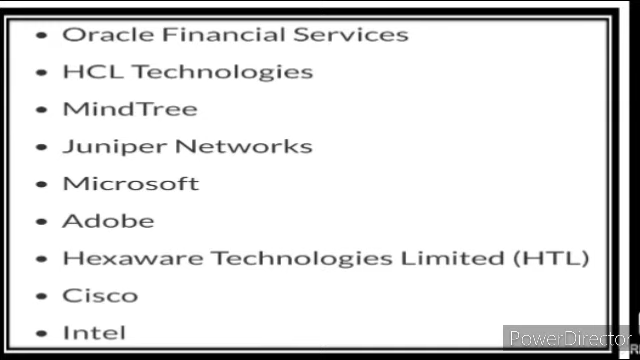 • Oracle Financial Services
• HCL Technologies
• MindTree
• Juniper Networks
• Microsoft
• Adobe
• Hexaware Technologies Limited (HTL)
• Cisco
• Intel
PowerDirector